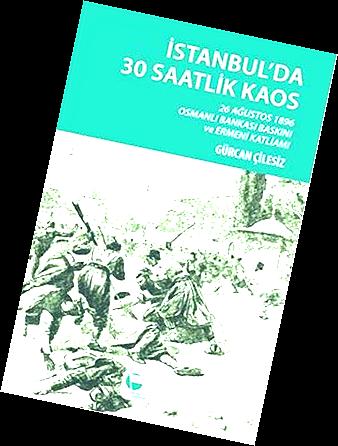 İSTANBUL'DA
30 SAATLİK KAOS
26 AĞUSTOS 1896
OSMANLI BANKASI BASKINI
ve ERMENİ KATLİAMI
GÜRCAN ÇİLESİZ